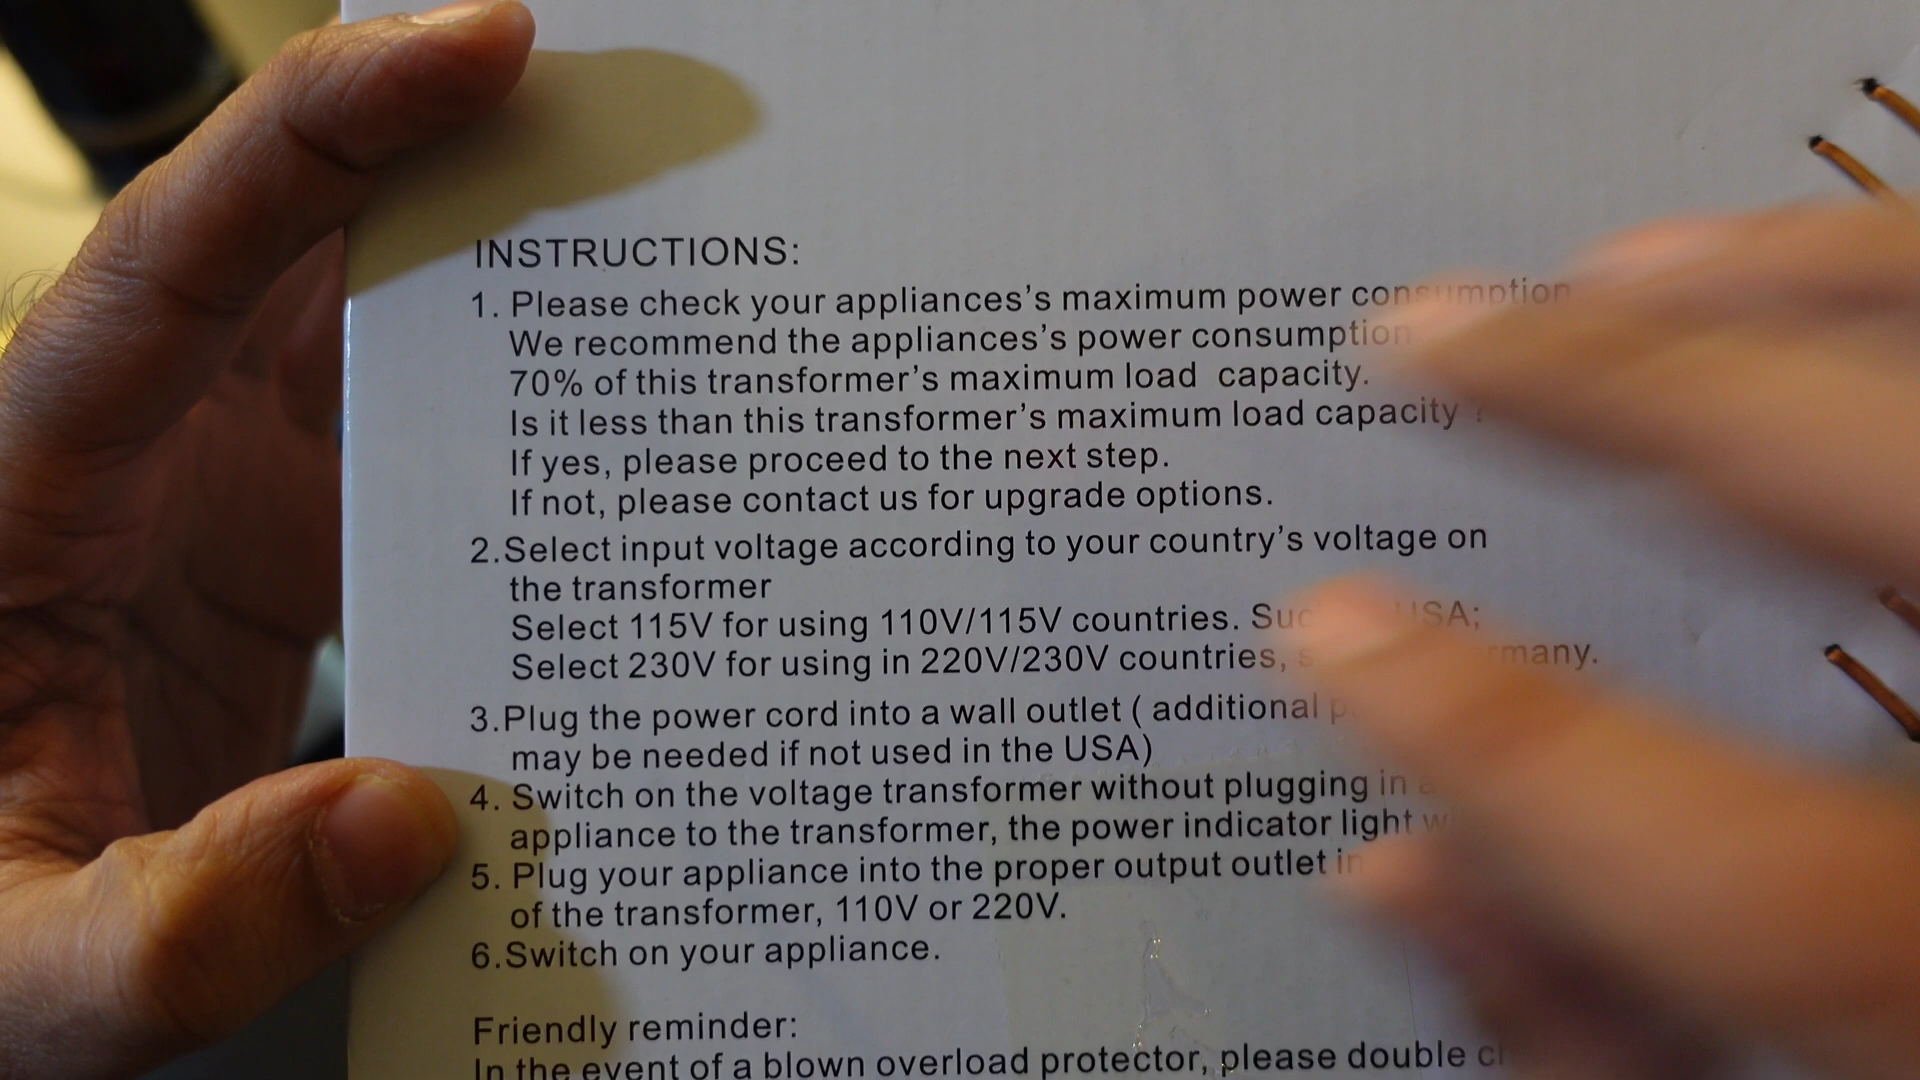 INSTRUCTIONS:
1. Please check your appliances's maximum power consumption
We recommend the appliances's power consumption
70% of this transformer's maximum load capacity.
Is it less than this transformer's maximum load capacity ?
If yes, please proceed to the next step.
If not, please contact us for upgrade options.
2.Select input voltage according to your country's voltage on
the transformer
Select 115V for using 110V/115V countries. USA;
Select 230V for using in 220V/230V countries,
3.Plug the power cord into a wall outlet ( additional
may be needed if not used in the USA)
4. Switch on the voltage transformer without plugging in
appliance to the transformer, the power indicator light
5. Plug your appliance into the proper output outlet
of the transformer, 110V or 220V.
6.Switch on your appliance.
Friendly reminder:
In the event of a blown overload protector, please double